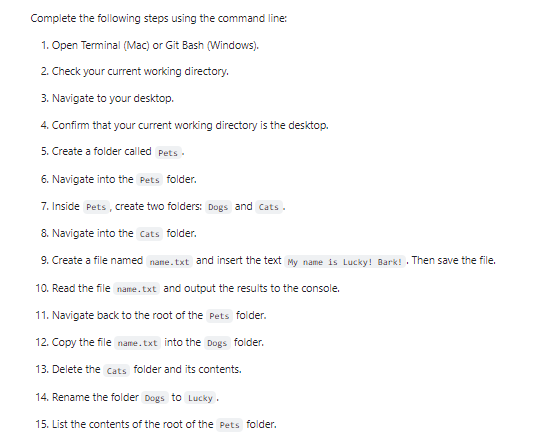 Complete the following steps using the command line:
1. Open Terminal (Mac) or Git Bash (Windows).
2. Check your current working directory.
3. Navigate to your desktop.
4. Confirm that your current working directory is the desktop.
5. Create a folder called Pets .
6. Navigate into the Pets folder.
7. Inside Pets , create two folders: Dogs and Cats .
8. Navigate into the Cats folder.
9. Create a file named name.txt and insert the text My name is Lucky! Bark! . Then save the file.
10. Read the file name.txt and output the results to the console.
11. Navigate back to the root of the Pets folder.
12. Copy the file name.txt into the Dogs folder.
13. Delete the Cats folder and its contents.
14. Rename the folder Dogs to Lucky .
15. List the contents of the root of the Pets folder.